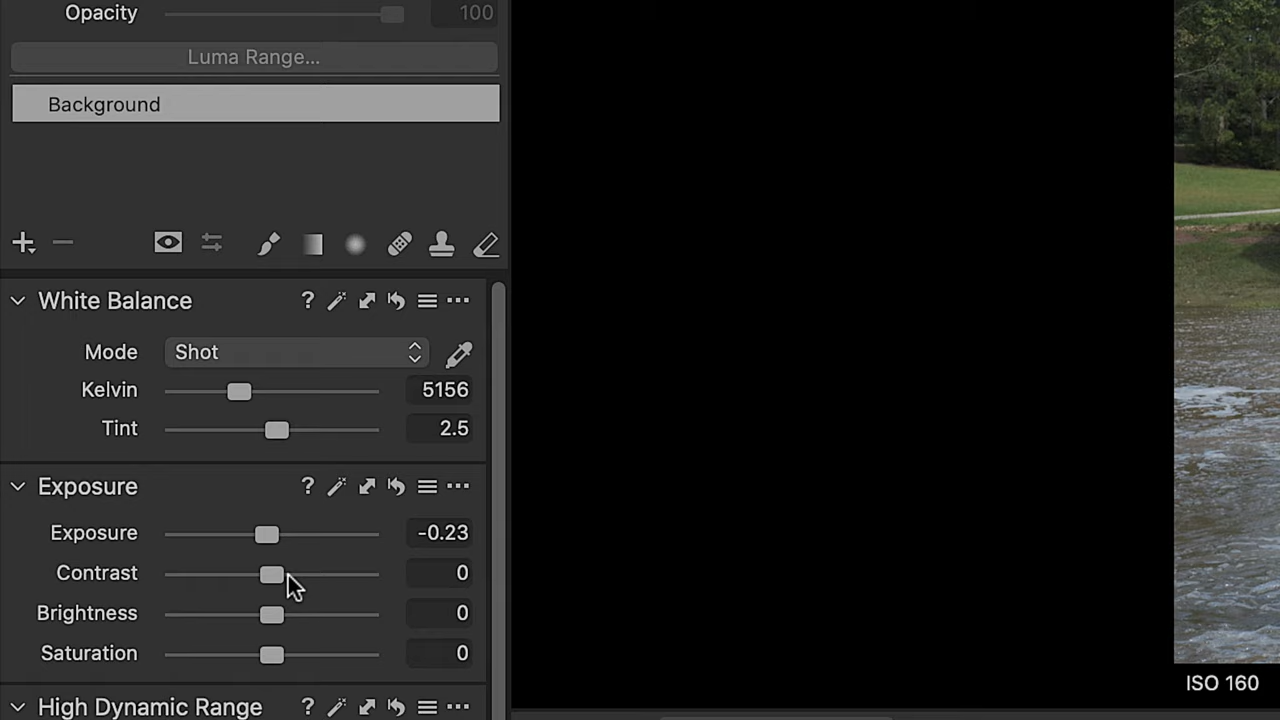 Opacity 100
Luma Range...
Background
White Balance ?
Mode Shot
Kelvin 5156
Tint 2.5
Exposure ?
Exposure -0.23
Contrast 0
Brightness 0
Saturation 0
ISO 160
High Dynamic Range ?